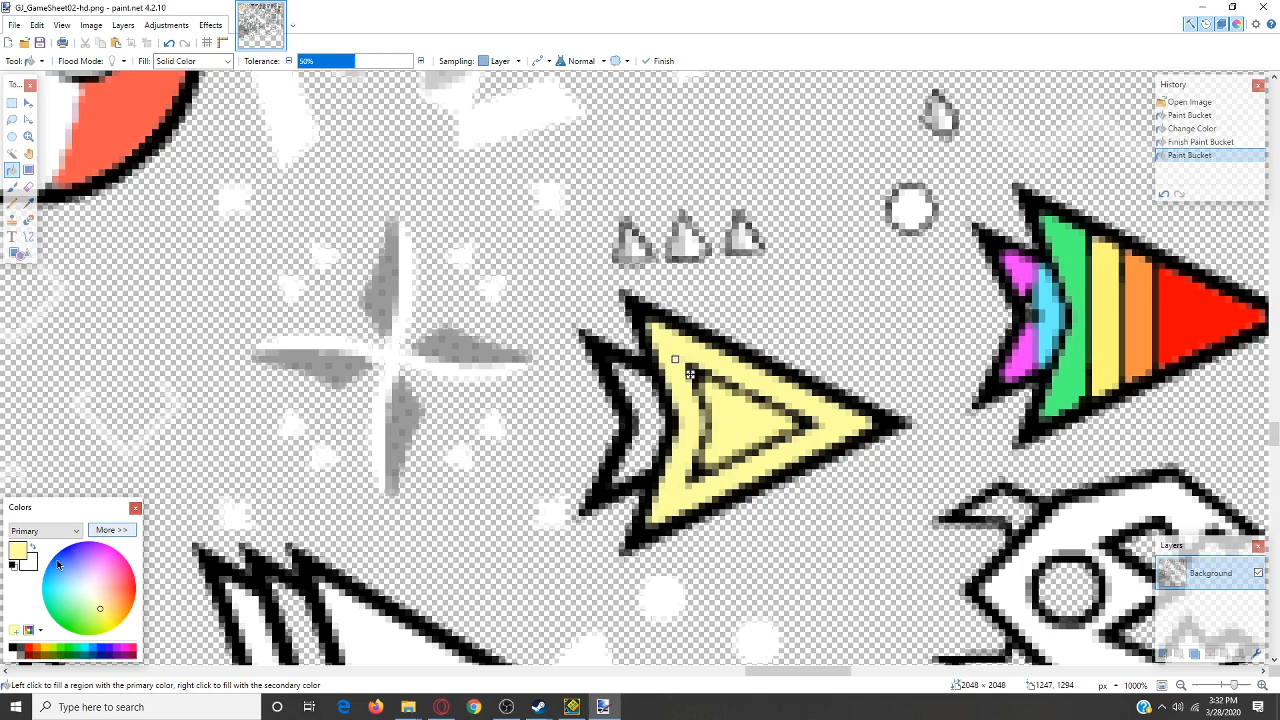 GJ_GameSheet02-hd.png - paint.net 4.2.10
File Edit View Image Layers Adjustments Effects
Tool: Flood Mode: Fill: Solid Color Tolerance: 50% Sampling: Layer Normal Finish
To...
History
Open Image
Paint Bucket
Change Color
Finish Paint Bucket
Paint Bucket
Colors
Primary
More >>
Layers
Background
Left click to fill a region with the primary color, right click to fill with the secondary color
2048 × 2048
1247, 1294
px
1000%
Type here to search
3:32 PM
3/28/2020